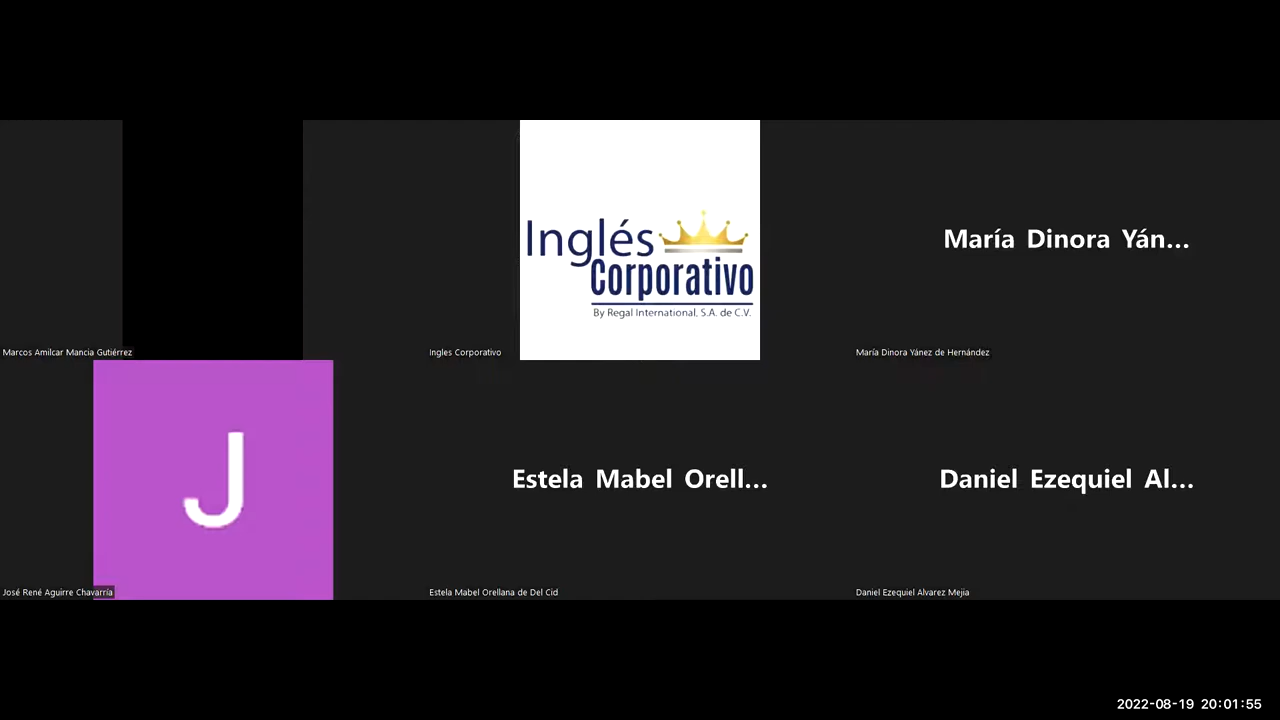 Inglés
Corporativo
By Regal International, S.A. de C.V.
María Dinora Yán...
Marcos Amilcar Mancia Gutiérrez
Ingles Corporativo
María Dinora Yánez de Hernández
J
Estela Mabel Orell...
Daniel Ezequiel Al...
José René Aguirre Chavarría
Estela Mabel Orellana de Del Cid
Daniel Ezequiel Alvarez Mejia
2022-08-19 20:01:55